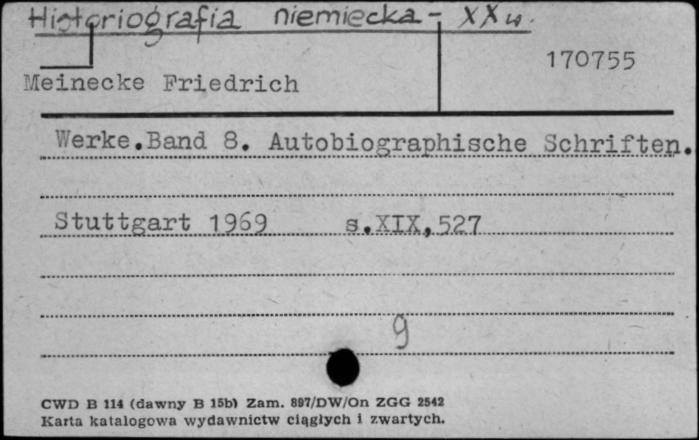 Historiografia niemiecka - XX w.
170755
Meinecke Friedrich
Werke.Band 8. Autobiographische Schriften.
Stuttgart 1969 s.XIX,527
9
CWD B 114 (dawny B 15b) Zam. 897/DW/On ZGG 2542
Karta katalogowa wydawnictw ciągłych i zwartych.